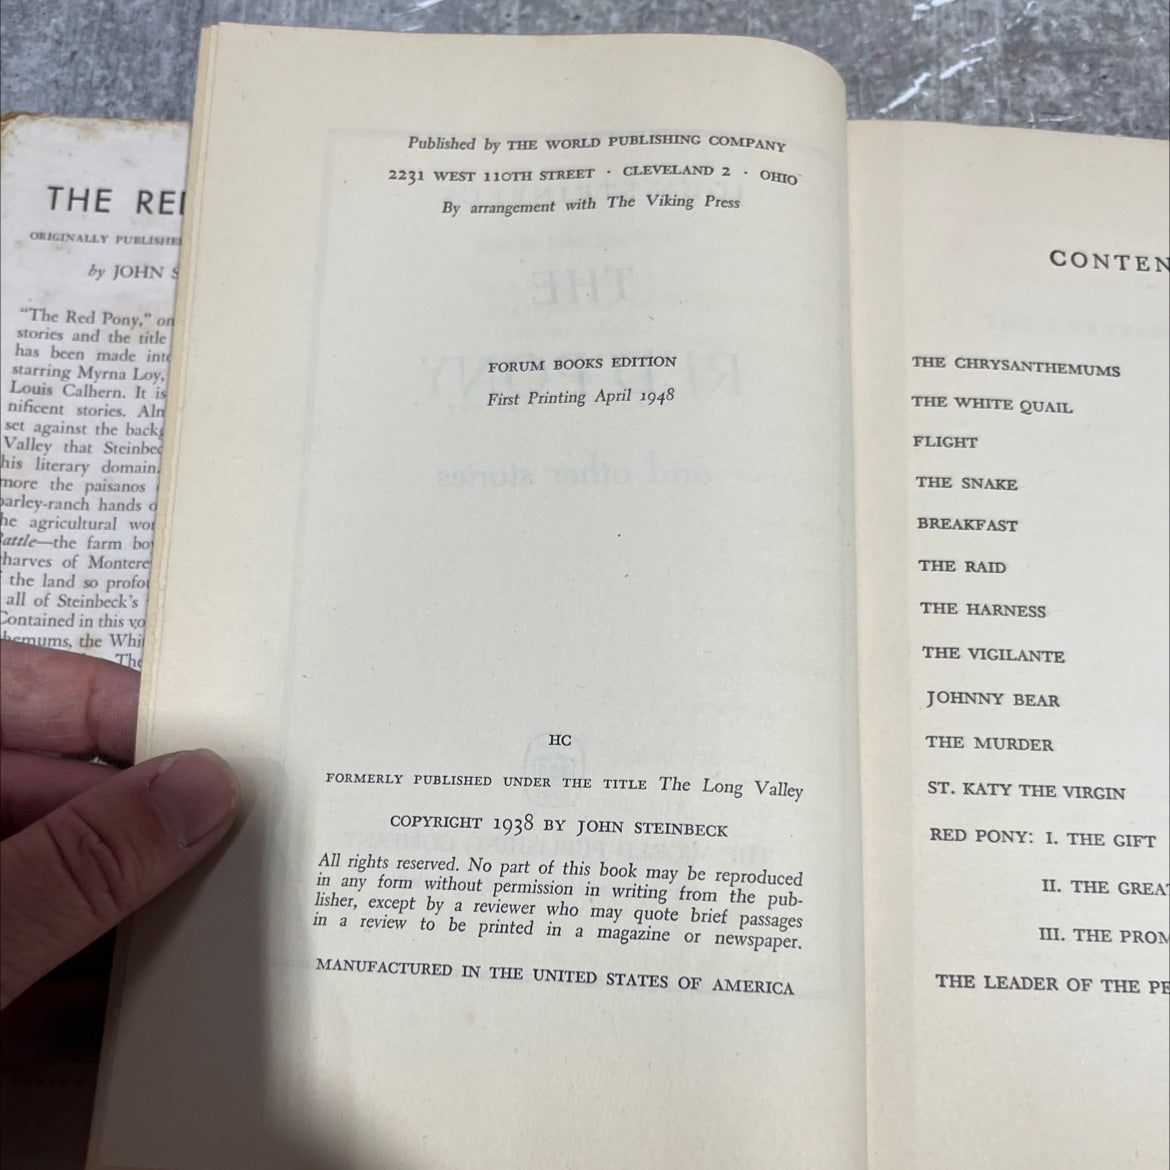 THE RE
ORIGINALLY PUBLISHE
by JOHN S
"The Red Pony," on
stories and the title
has been made int
starring Myrna Loy,
Louis Calhern. It is
nificent stories. Alm
set against the back
Valley that Steinbec
his literary domain.
more the paisanos
barley-ranch hands o
he agricultural wor
Battle—the farm bo
harves of Montere
the land so profo
all of Steinbeck's
Contained in this vo
hemums, the Whi
The
Published by THE WORLD PUBLISHING COMPANY
2231 WEST 110TH STREET · CLEVELAND 2 · OHIO
By arrangement with The Viking Press
FORUM BOOKS EDITION
First Printing April 1948
HC
FORMERLY PUBLISHED UNDER THE TITLE The Long Valley
COPYRIGHT 1938 BY JOHN STEINBECK
All rights reserved. No part of this book may be reproduced
in any form without permission in writing from the pub-
lisher, except by a reviewer who may quote brief passages
in a review to be printed in a magazine or newspaper.
MANUFACTURED IN THE UNITED STATES OF AMERICA
CONTEN
THE CHRYSANTHEMUMS
THE WHITE QUAIL
FLIGHT
THE SNAKE
BREAKFAST
THE RAID
THE HARNESS
THE VIGILANTE
JOHNNY BEAR
THE MURDER
ST. KATY THE VIRGIN
RED PONY: I. THE GIFT
II. THE GREA
III. THE PROM
THE LEADER OF THE PE